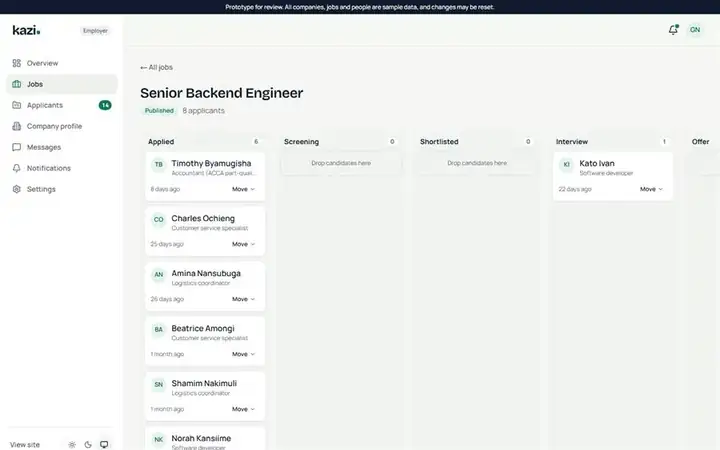 Prototype for review. All companies, jobs and people are sample data, and changes may be reset.
kazi.
Employer
GN
Overview
Jobs
Applicants 14
Company profile
Messages
Notifications
Settings
View site
← All jobs
Senior Backend Engineer
Published 8 applicants
Applied 6
TB Timothy Byamugisha
Accountant (ACCA part-quali...
8 days ago Move
CO Charles Ochieng
Customer service specialist
25 days ago Move
AN Amina Nansubuga
Logistics coordinator
26 days ago Move
BA Beatrice Amongi
Customer service specialist
1 month ago Move
SN Shamim Nakimuli
Logistics coordinator
1 month ago Move
NK Norah Kansiime
Software developer
Screening 0
Drop candidates here
Shortlisted 0
Drop candidates here
Interview 1
KI Kato Ivan
Software developer
22 days ago Move
Offer